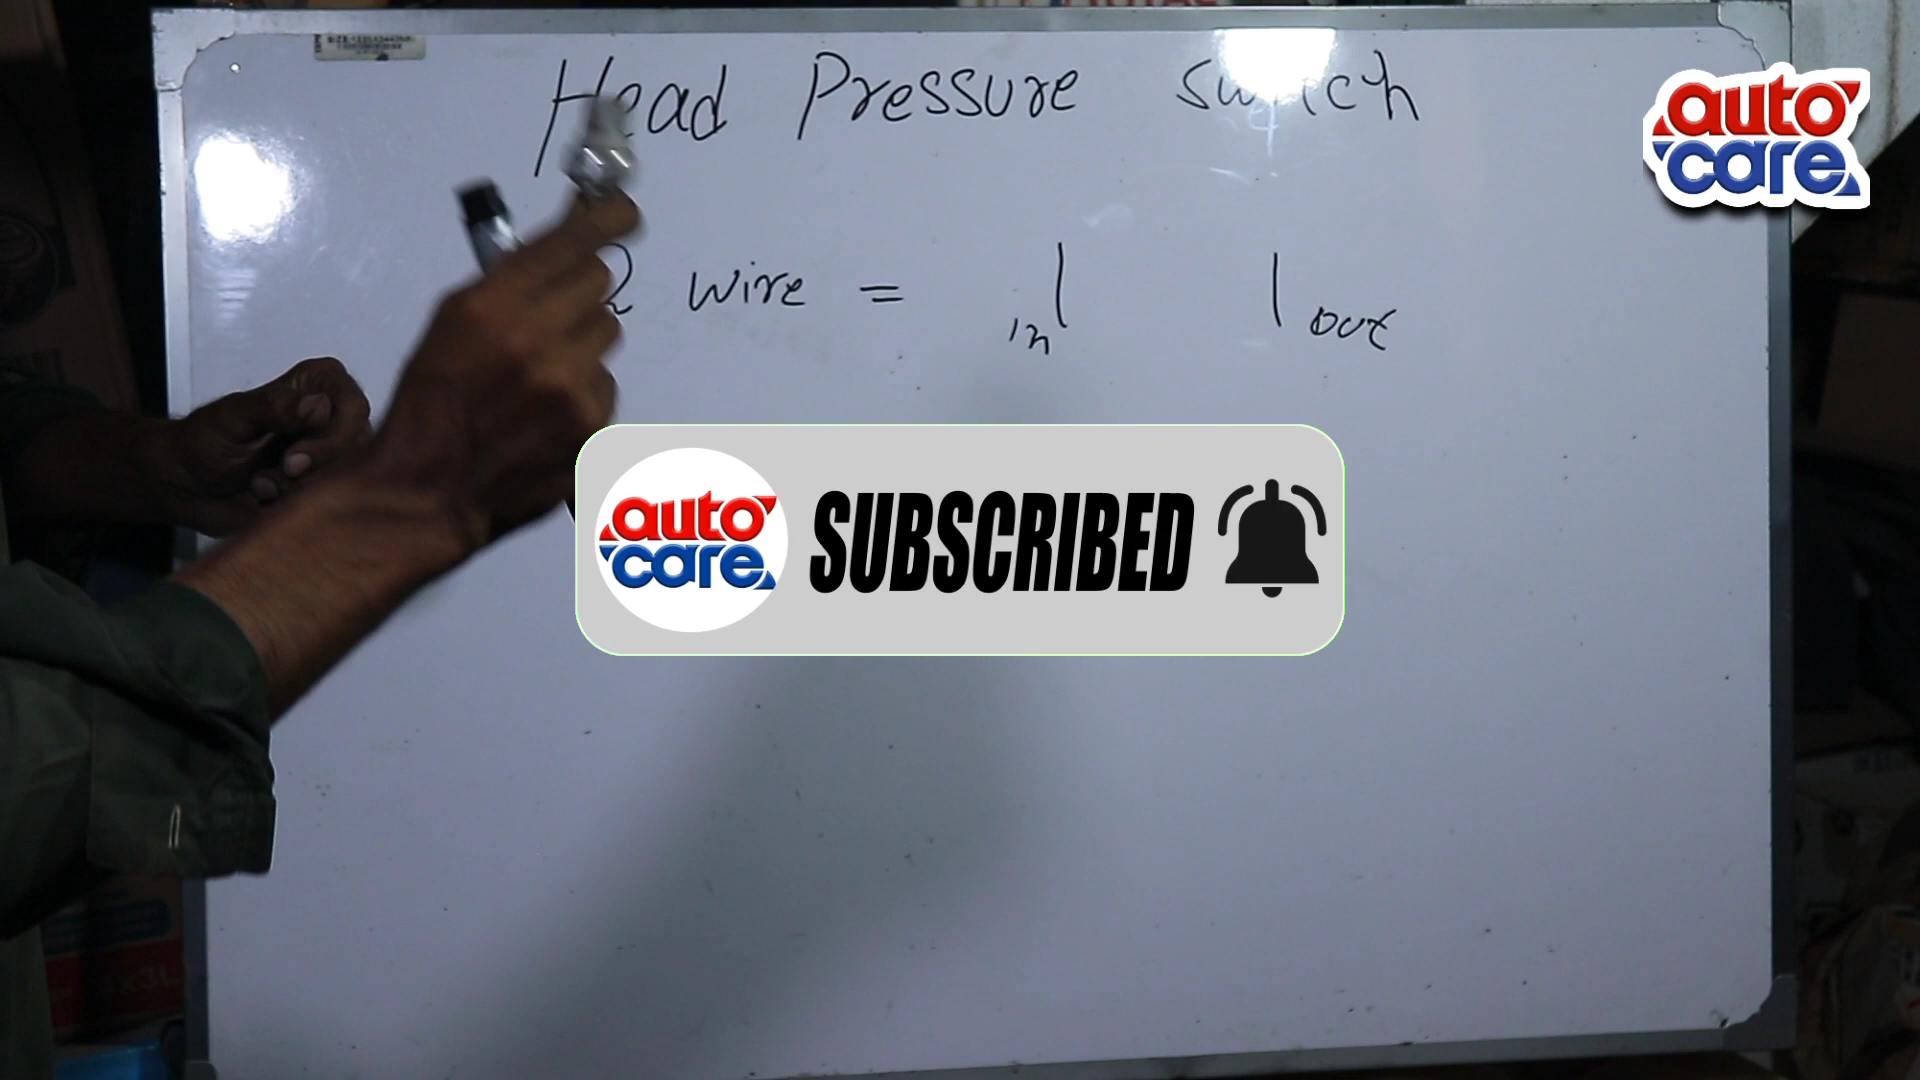 Head Pressure Switch
auto
care
2 wire = in | | out
auto
care
SUBSCRIBED